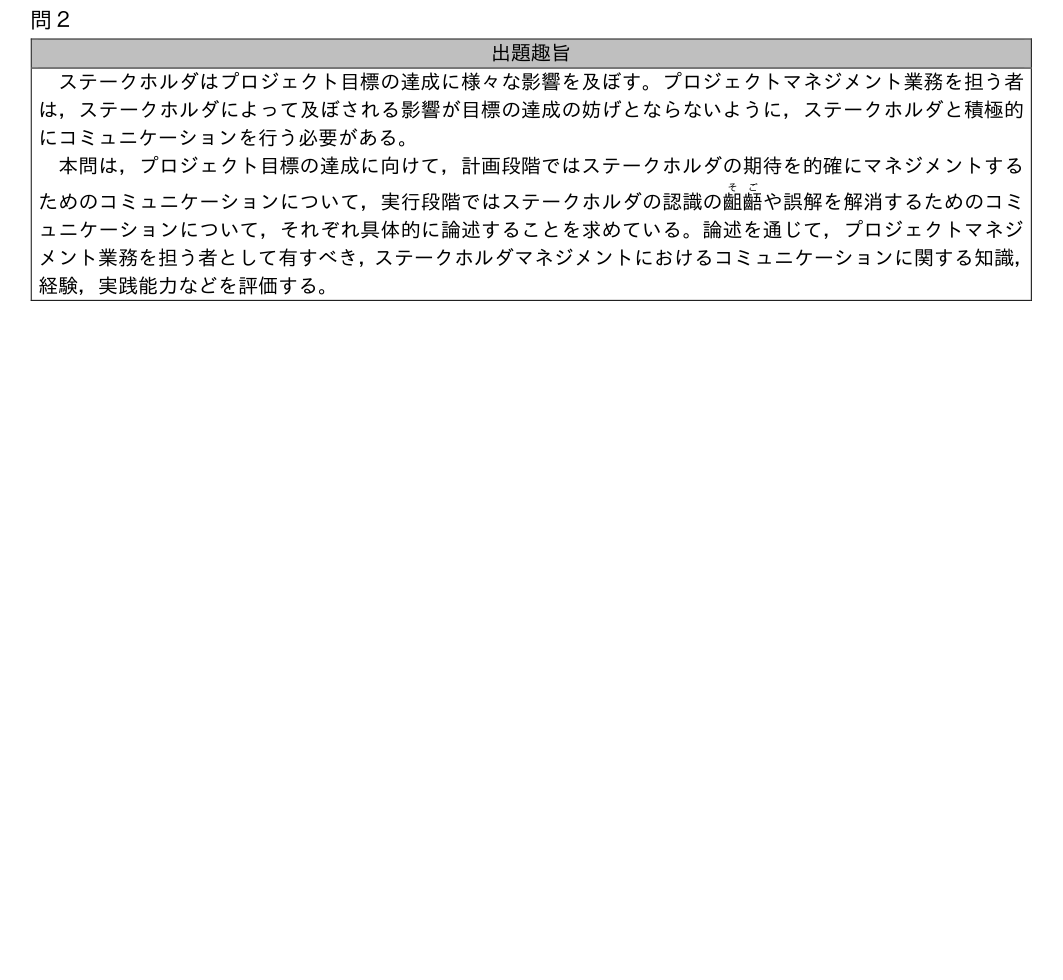 問２
出題趣旨
　ステークホルダはプロジェクト目標の達成に様々な影響を及ぼす。プロジェクトマネジメント業務を担う者
は，ステークホルダによって及ぼされる影響が目標の達成の妨げとならないように，ステークホルダと積極的
にコミュニケーションを行う必要がある。
　本問は，プロジェクト目標の達成に向けて，計画段階ではステークホルダの期待を的確にマネジメントする
そ ご
ためのコミュニケーションについて，実行段階ではステークホルダの認識の齟齬や誤解を解消するためのコミ
ュニケーションについて，それぞれ具体的に論述することを求めている。論述を通じて，プロジェクトマネジ
メント業務を担う者として有すべき，ステークホルダマネジメントにおけるコミュニケーションに関する知識，
経験，実践能力などを評価する。